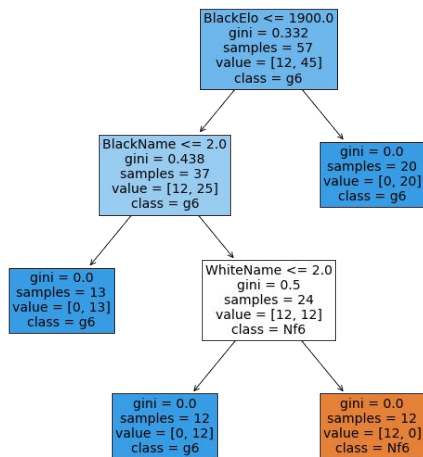 BlackElo <= 1900.0
gini = 0.332
samples = 57
value = [12, 45]
class = g6
BlackName <= 2.0
gini = 0.438
samples = 37
value = [12, 25]
class = g6
gini = 0.0
samples = 20
value = [0, 20]
class = g6
gini = 0.0
samples = 13
value = [0, 13]
class = g6
WhiteName <= 2.0
gini = 0.5
samples = 24
value = [12, 12]
class = Nf6
gini = 0.0
samples = 12
value = [0, 12]
class = g6
gini = 0.0
samples = 12
value = [12, 0]
class = Nf6